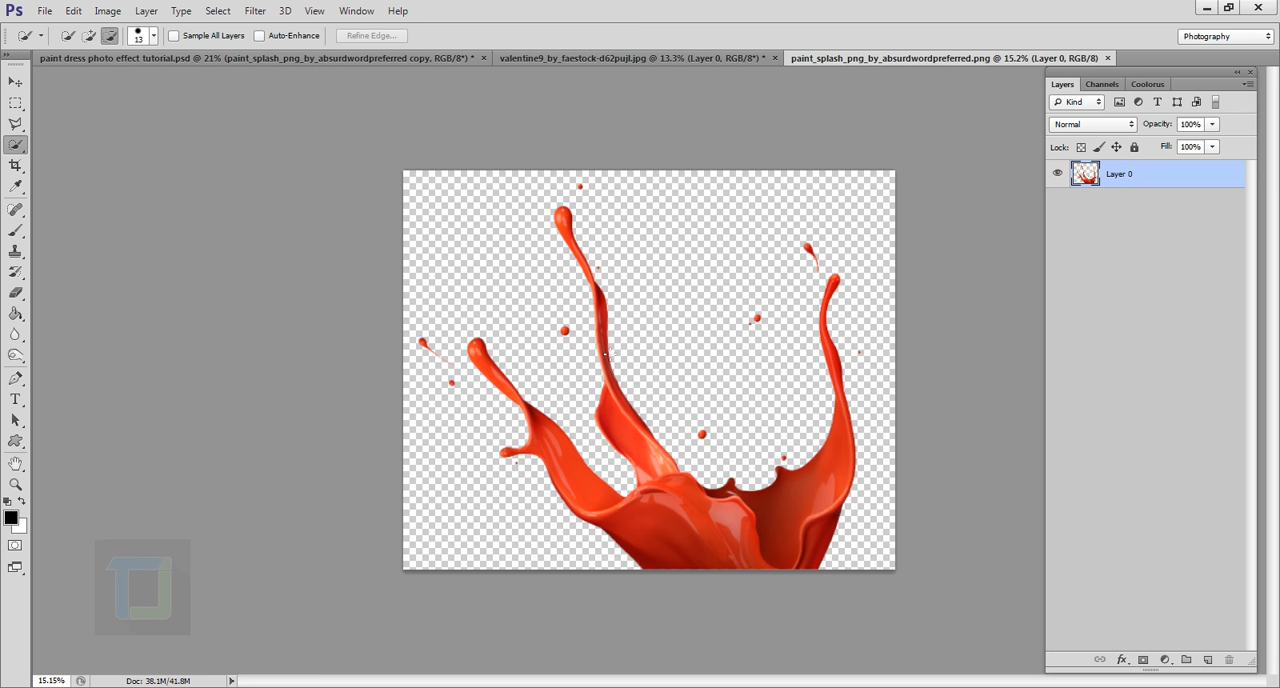 Ps File Edit Image Layer Type Select Filter 3D View Window Help
13 Sample All Layers Auto-Enhance Refine Edge... Photography
paint dress photo effect tutorial.psd @ 21% (paint_splash_png_by_absurdwordpreferred copy, RGB/8*) * × valentine9_by_faestock-d62pujl.jpg @ 13.3% (Layer 0, RGB/8*) * × paint_splash_png_by_absurdwordpreferred.png @ 15.2% (Layer 0, RGB/8) ×
Layers Channels Coolorus
Kind
Normal Opacity: 100%
Lock: Fill: 100%
Layer 0
fx
15.15% Doc: 38.1M/41.8M